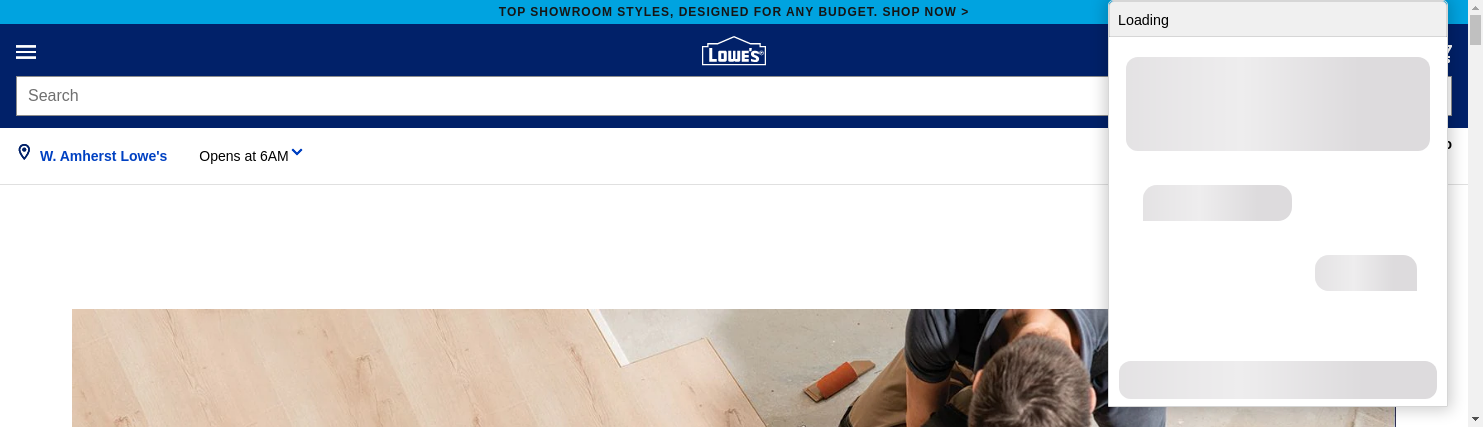 TOP SHOWROOM STYLES, DESIGNED FOR ANY BUDGET. SHOP NOW >
LOWE'S
Search
W. Amherst Lowe's
Opens at 6AM
Loading